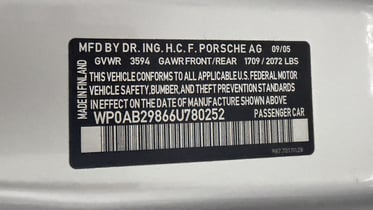 MFD BY DR. ING. H.C. F. PORSCHE AG 09/05
GVWR 3594 GAWR FRONT/REAR 1709 / 2072 LBS
THIS VEHICLE CONFORMS TO ALL APPLICABLE U.S. FEDERAL MOTOR
VEHICLE SAFETY, BUMPER, AND THEFT PREVENTION STANDARDS
IN EFFECT ON THE DATE OF MANUFACTURE SHOWN ABOVE
WP0AB29866U780252 PASSENGER CAR
MADE IN FINLAND